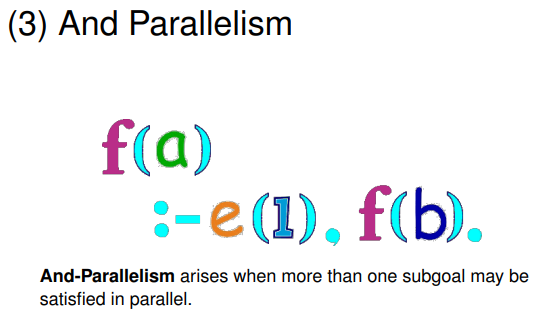 (3) And Parallelism
f(a)
:-e(1), f(b).
And-Parallelism arises when more than one subgoal may be
satisfied in parallel.